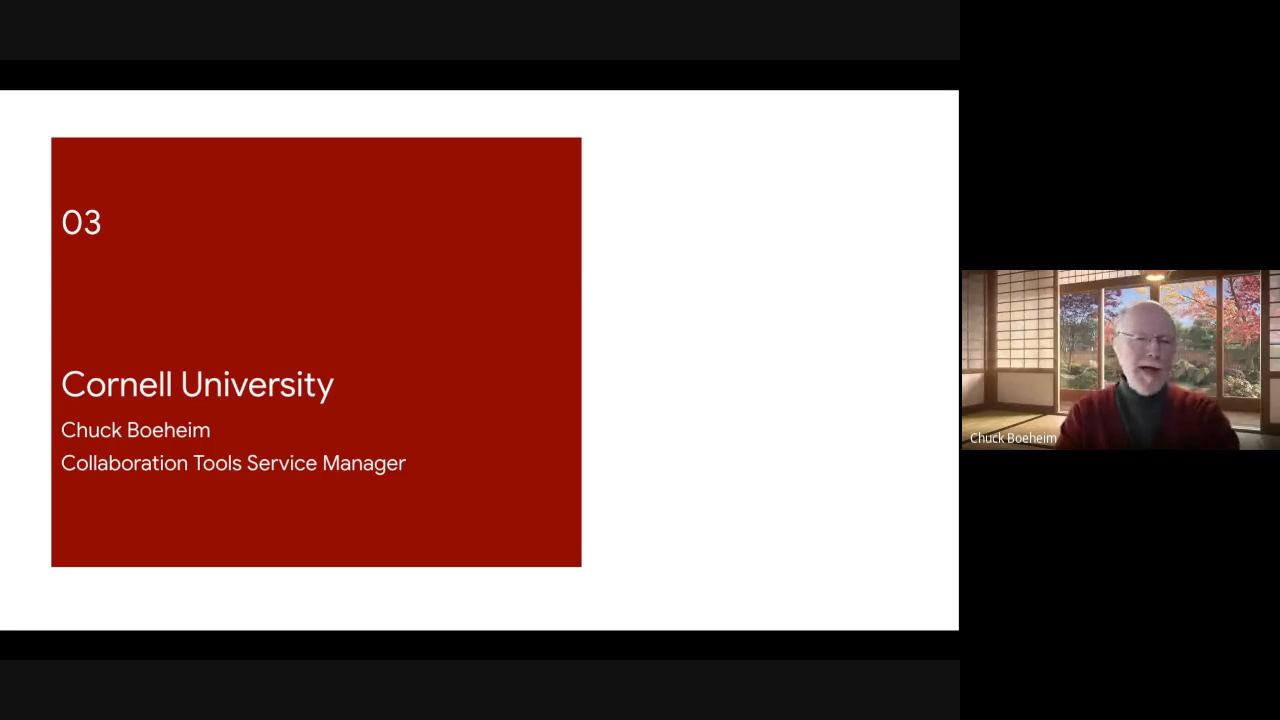 03
Cornell University
Chuck Boeheim
Collaboration Tools Service Manager
Chuck Boeheim